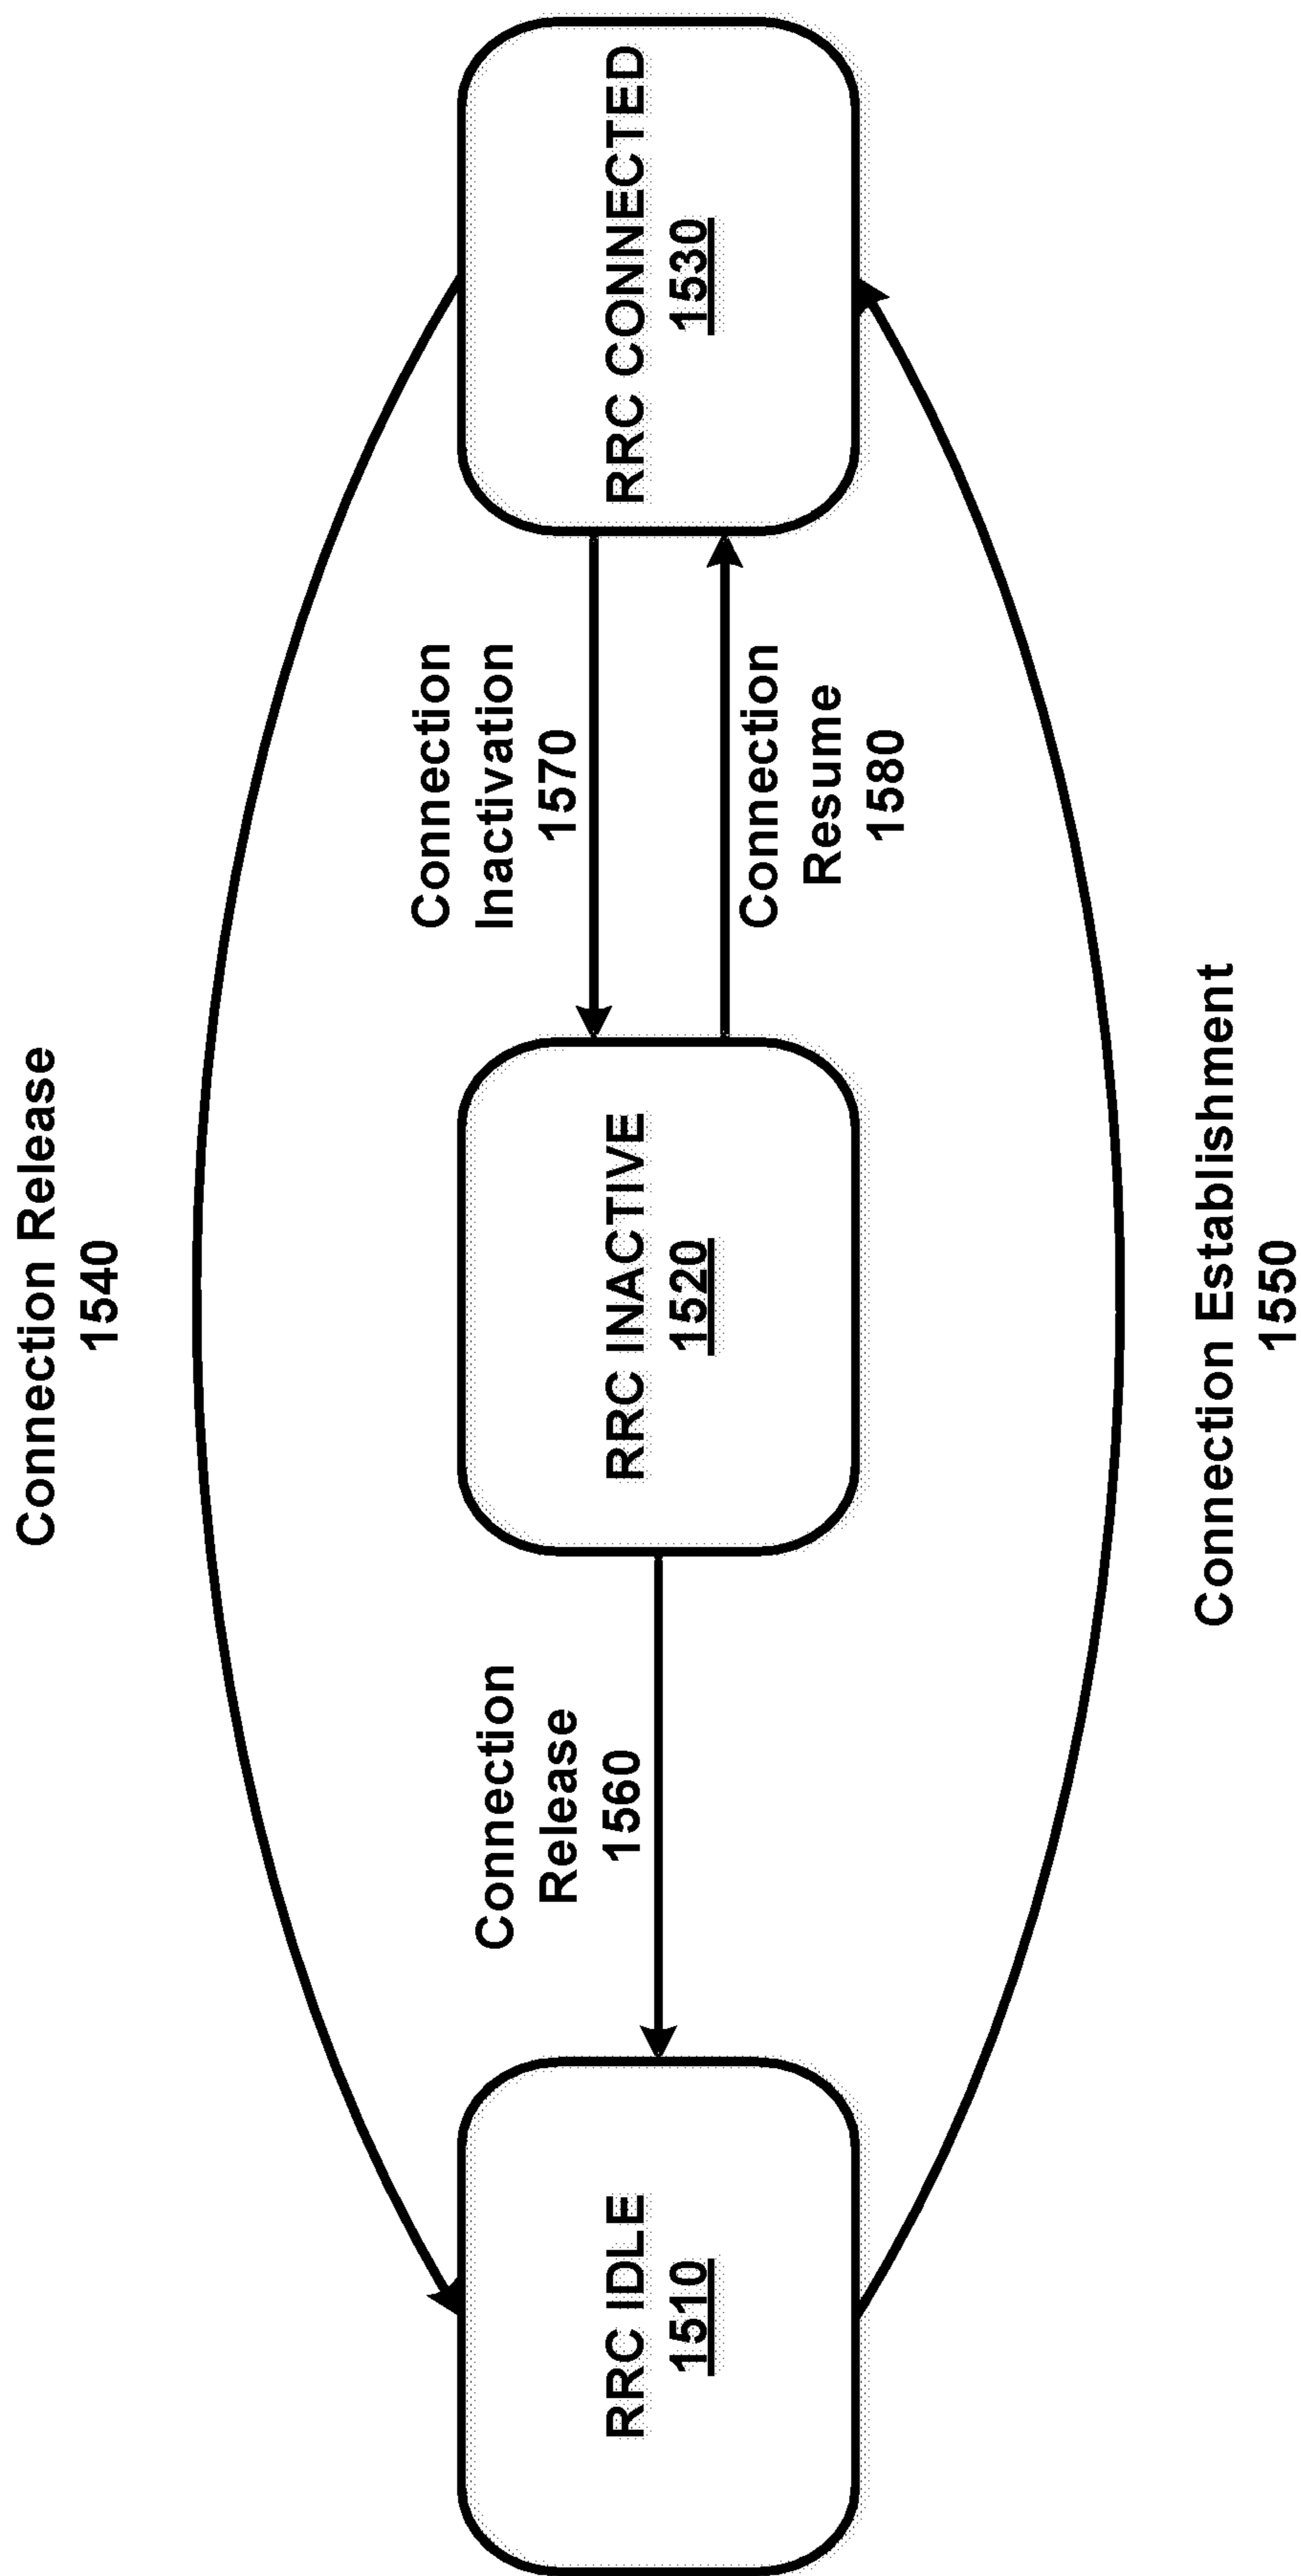 Connection Release
1540
RRC IDLE
1510
Connection
Release
1560
RRC INACTIVE
1520
Connection
Inactivation
1570
Connection
Resume
1580
RRC CONNECTED
1530
Connection Establishment
1550